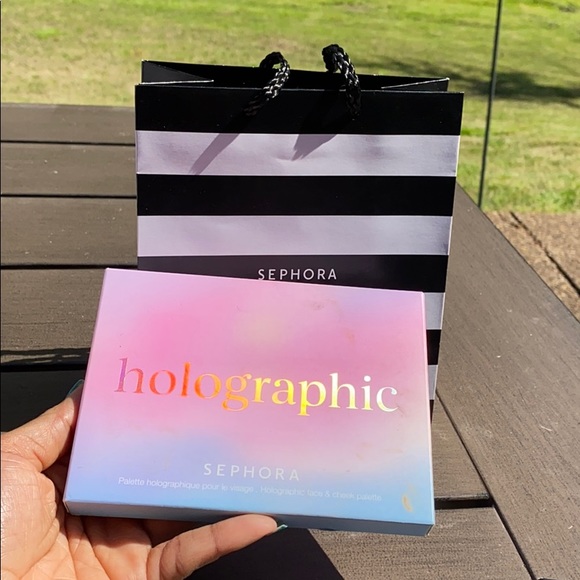 SEPHORA
holographic
SEPHORA
Palette holographique pour le visage . Holographic face & cheek palette